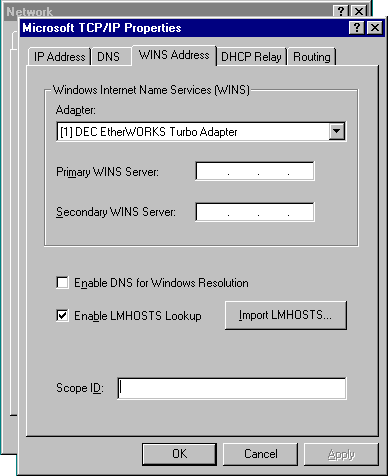 Network
Microsoft TCP/IP Properties
IP Address DNS WINS Address DHCP Relay Routing
Windows Internet Name Services (WINS)
Adapter:
[1] DEC EtherWORKS Turbo Adapter
Primary WINS Server: . . .
Secondary WINS Server: . . .
Enable DNS for Windows Resolution
Enable LMHOSTS Lookup
Import LMHOSTS...
Scope ID:
OK Cancel Apply